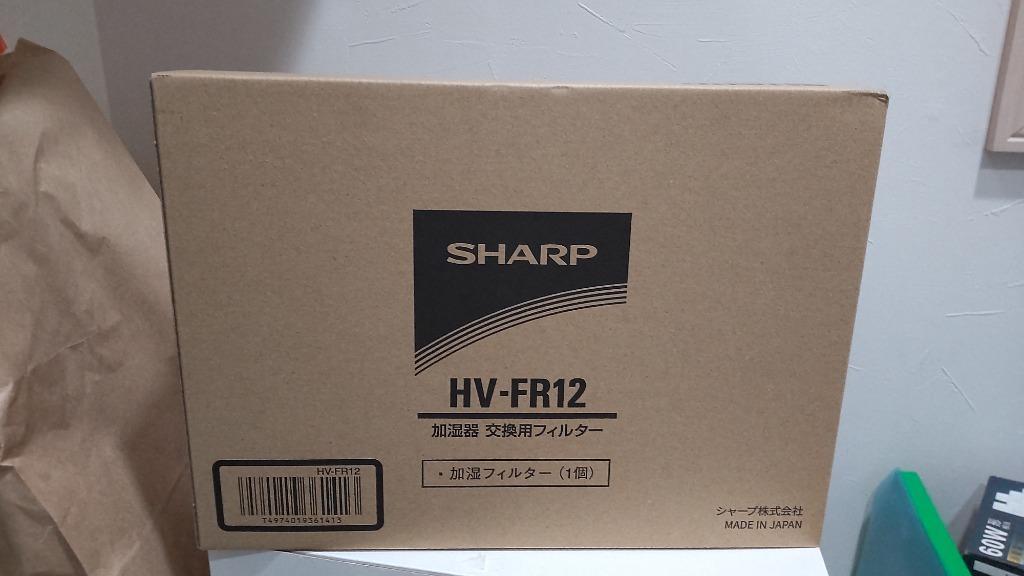 SHARP
HV-FR12
加湿器 交換用フィルター
・加湿フィルター（1個）
HV-FR12
T4974019361413
シャープ株式会社
MADE IN JAPAN
60W